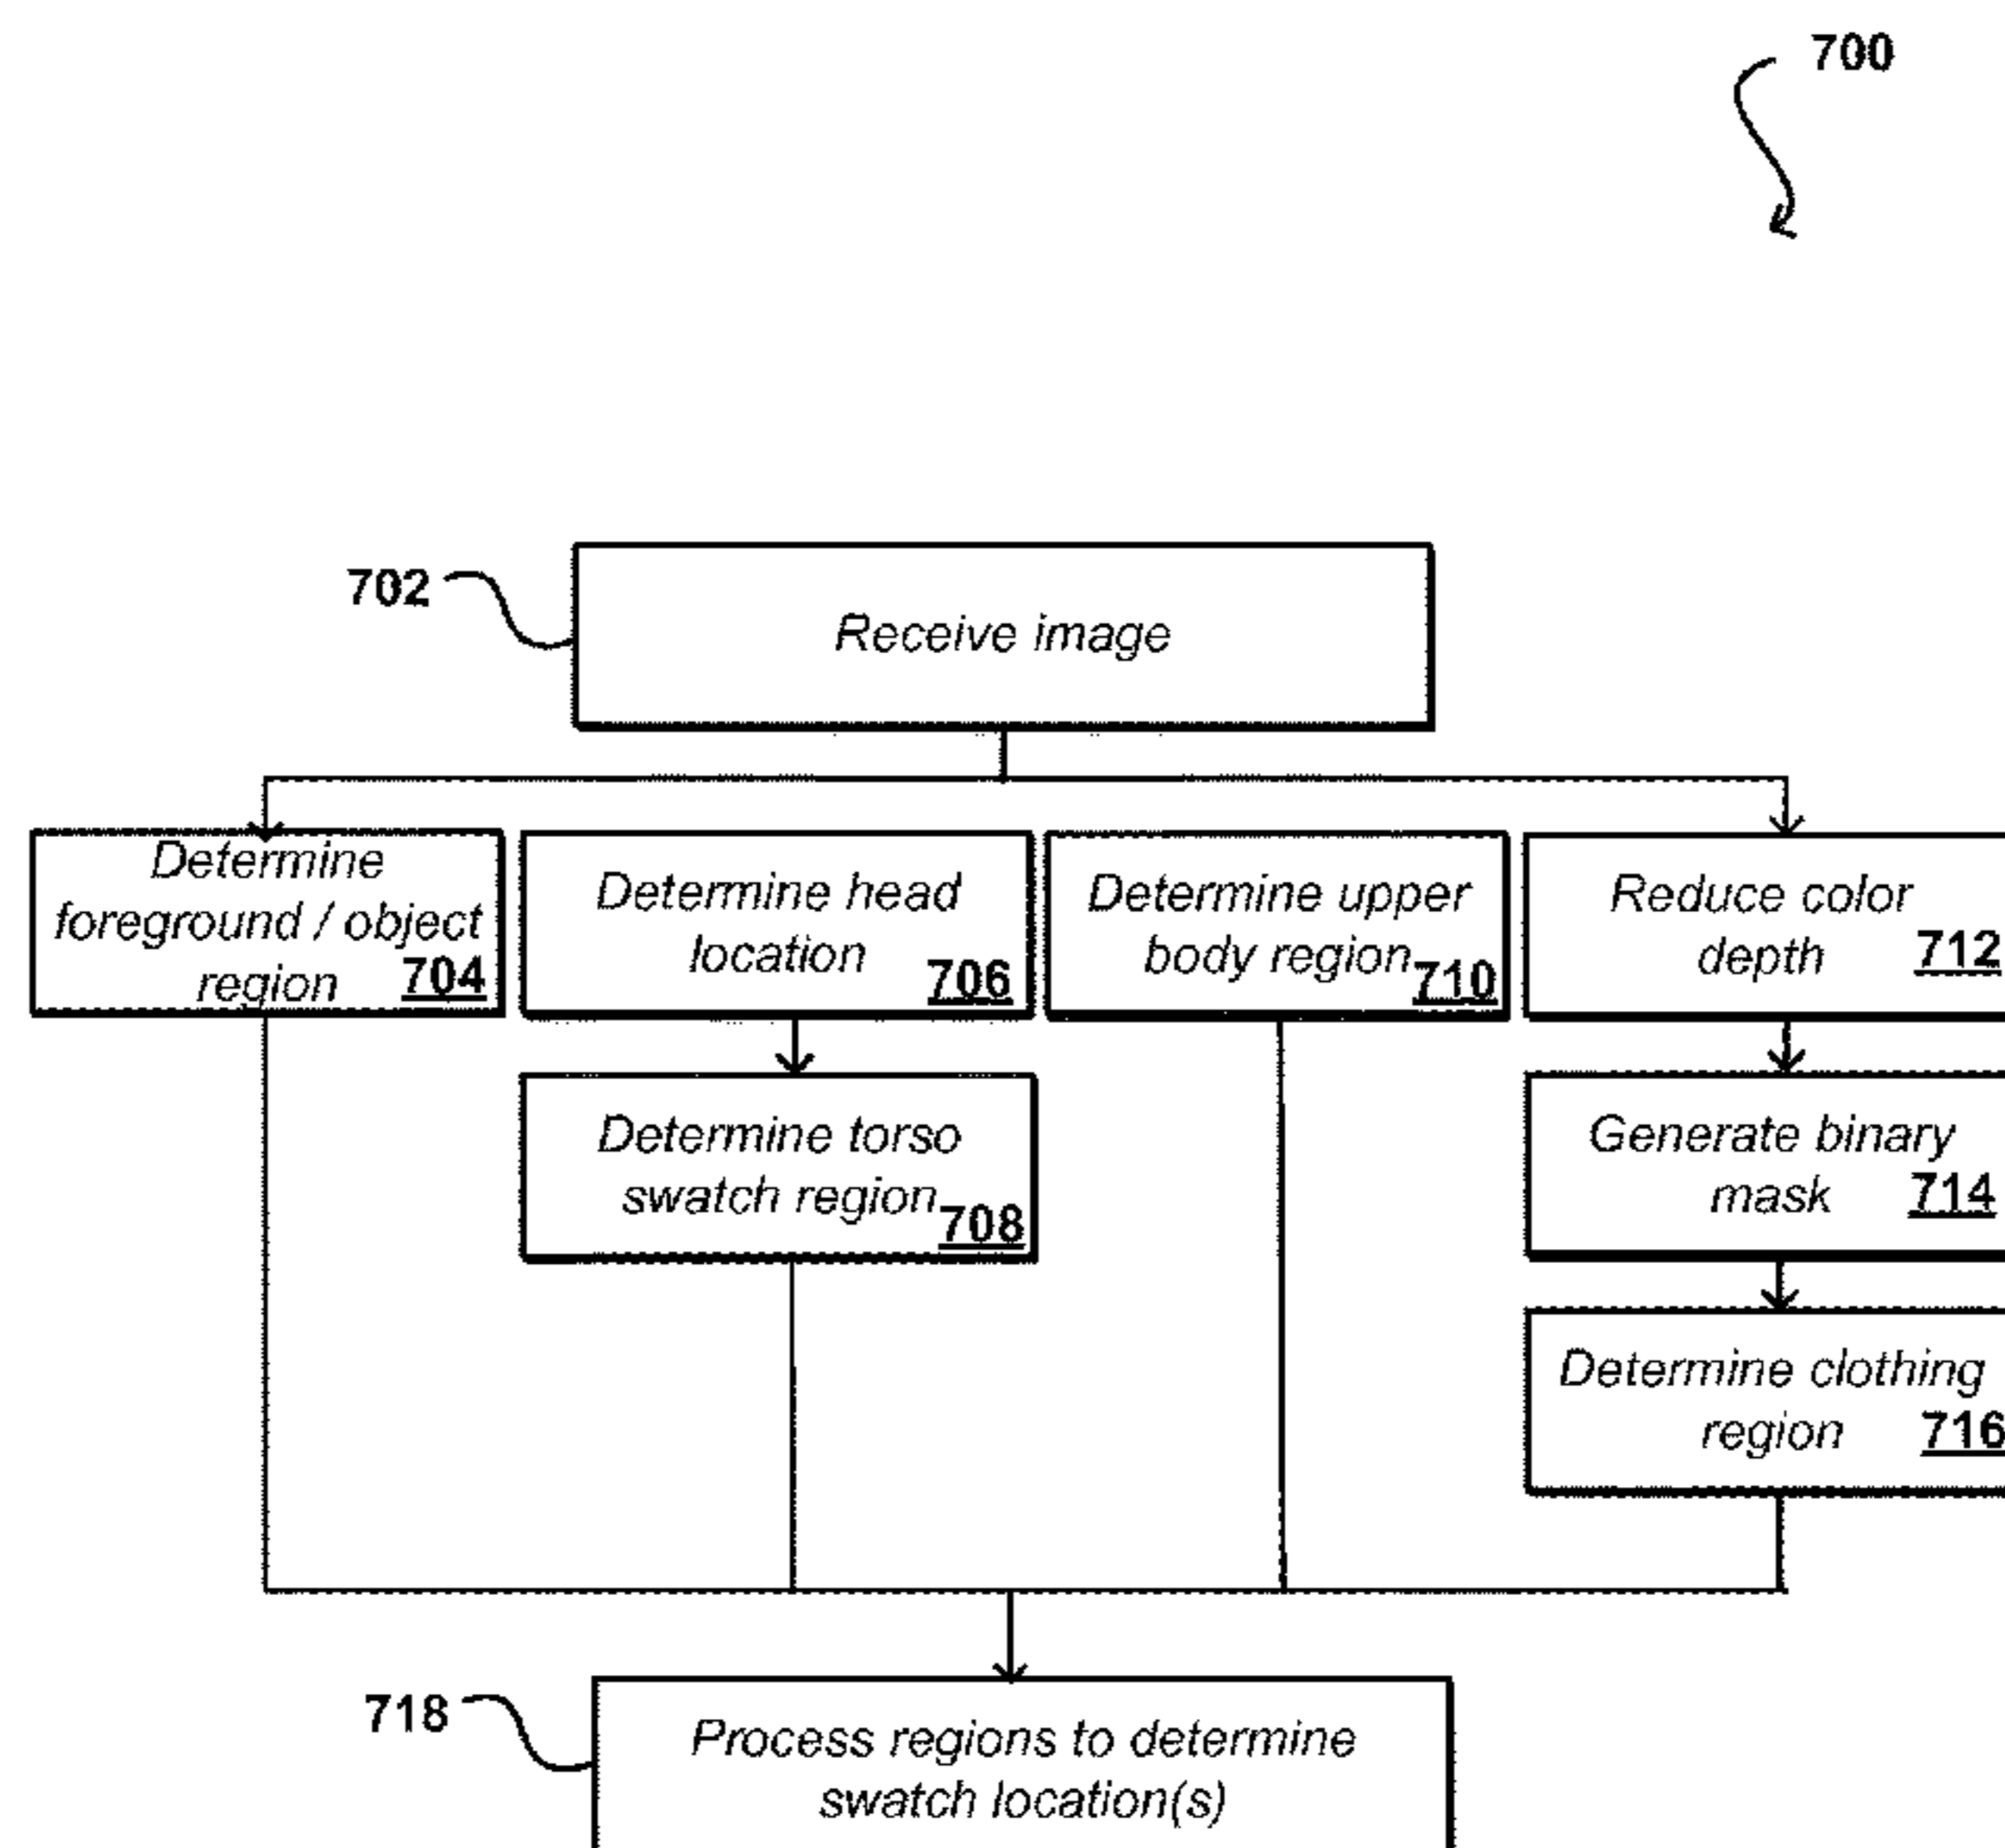 700
702
Receive image
Determine
foreground / object
region 704
Determine head
location 706
Determine upper
body region 710
Reduce color
depth 712
Determine torso
swatch region 708
Generate binary
mask 714
Determine clothing
region 716
718
Process regions to determine
swatch location(s)